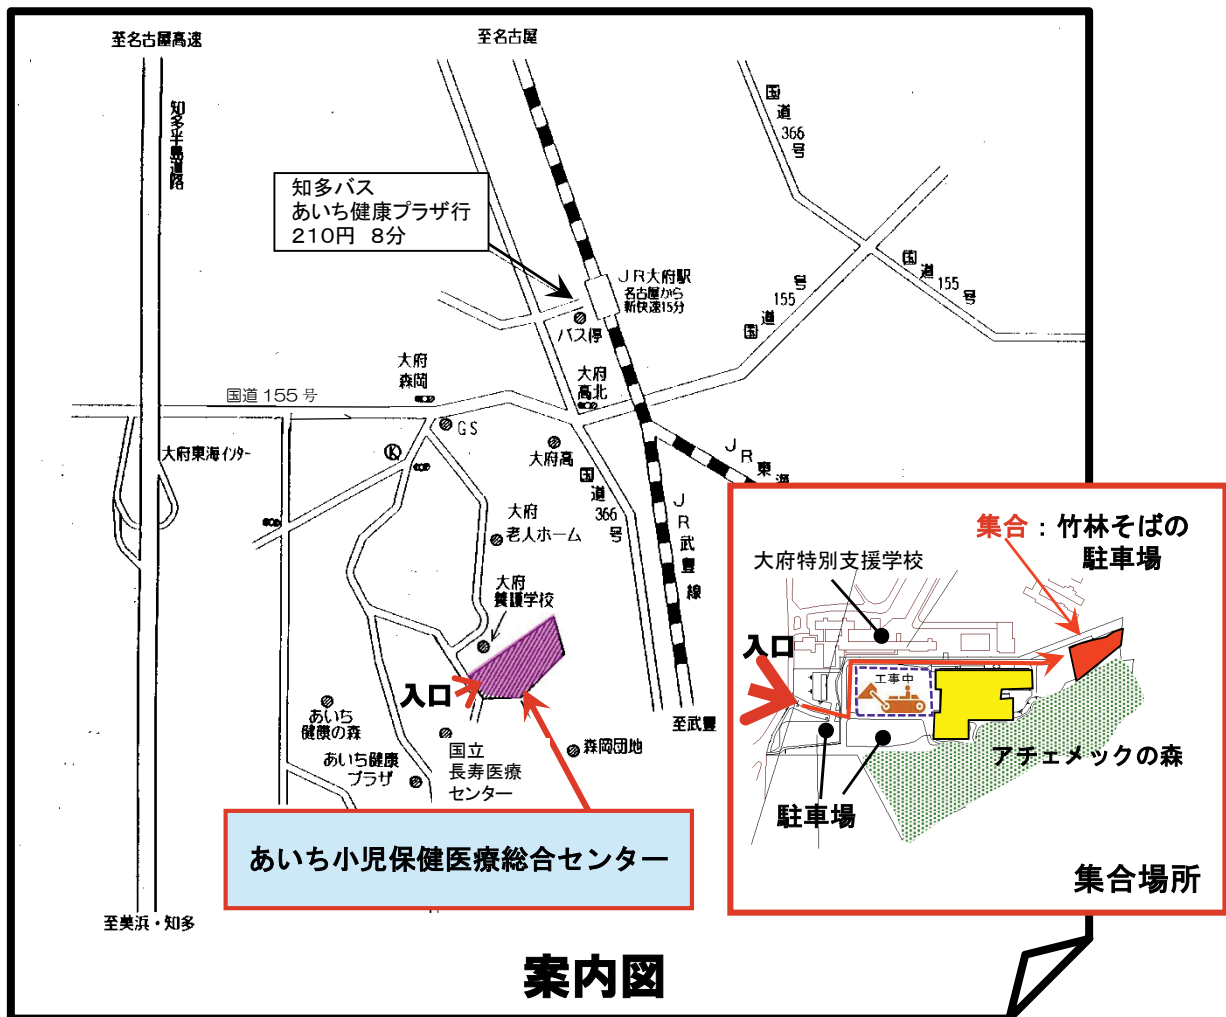 至名古屋高速
至名古屋
知多半島道路
国道366号
知多バス
あいち健康プラザ行
210円 8分
JR大府駅
名古屋から
新快速15分
バス停
国道155号
国道155号
大府
森岡
大府
高北
国道155号
GS
K
大府東海インター
大府高
国道366号
JR東海
JR武豊線
大府
老人ホーム
大府
養護学校
入口
あいち
健康の森
あいち健康
プラザ
国立
長寿医療
センター
森岡団地
至武豊
あいち小児保健医療総合センター
至美浜・知多
集合：竹林そばの
駐車場
大府特別支援学校
入口
工事中
アチェメックの森
駐車場
集合場所
案内図